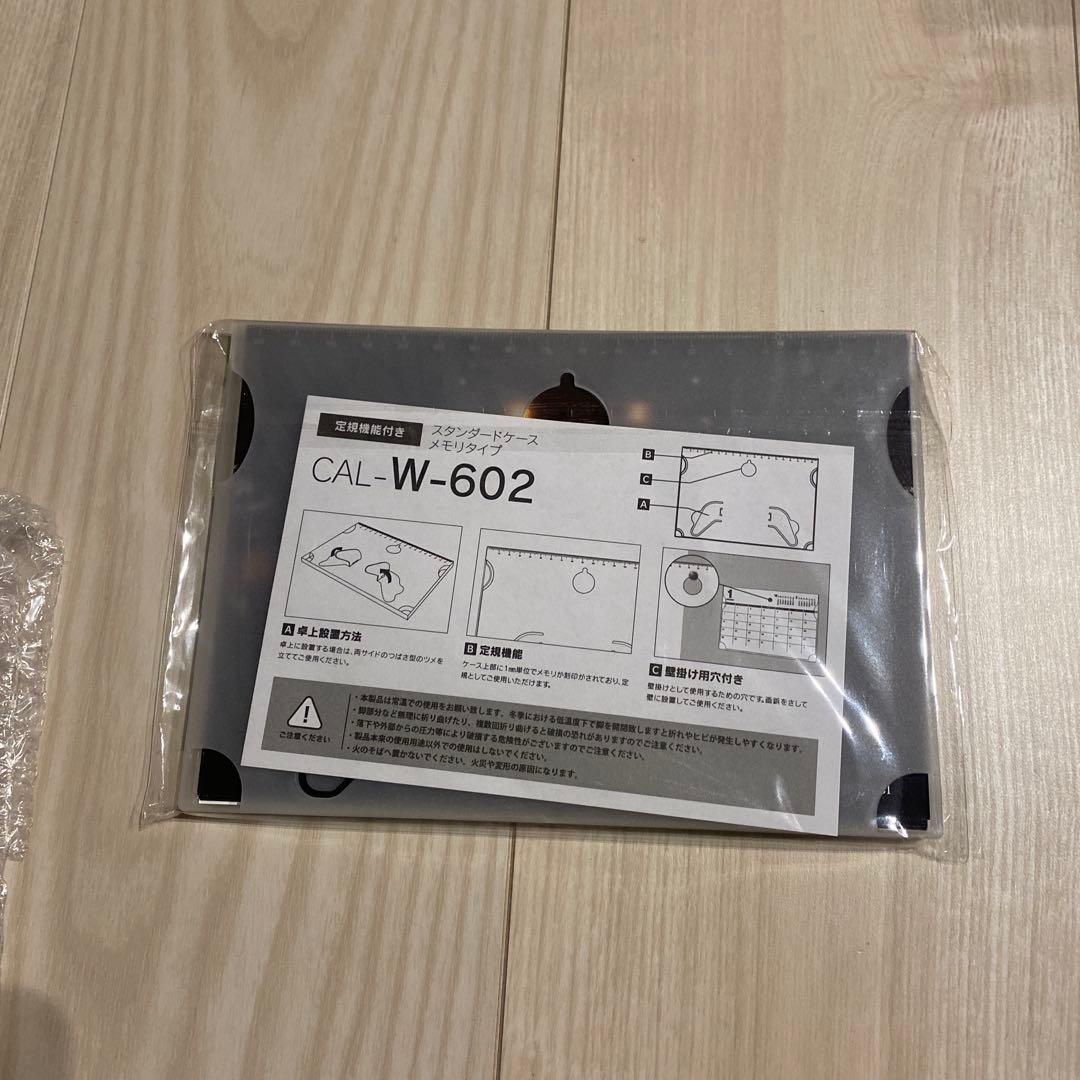 定規機能付き
スタンダードケース
メモリタイプ
CAL-W-602
B
C
A
1
A 卓上設置方法
卓上に設置する場合は、両サイドのつばさ型のツメを
立ててご使用ください。
B 定規機能
ケース上部に1mm単位でメモリが刻印がされており、定
規としてご使用いただけます。
C 壁掛け用穴付き
壁掛けとして使用するための穴です。画鋲をさして
壁に設置してご使用ください。
ご注意ください
・本製品は常温での使用をお願い致します。冬季における低温度下で脚を開閉致しますと折れやヒビが発生しやすくなります。
・脚部分など無理に折り曲げたり、複数回折り曲げると破損の恐れがありますのでご注意ください。
・落下や外部からの圧力等により破損する危険性がございますのでご注意ください。
・製品本来の使用用途以外での使用はしないでください。
・火のそばへ置かないでください。火災や変形の原因になります。